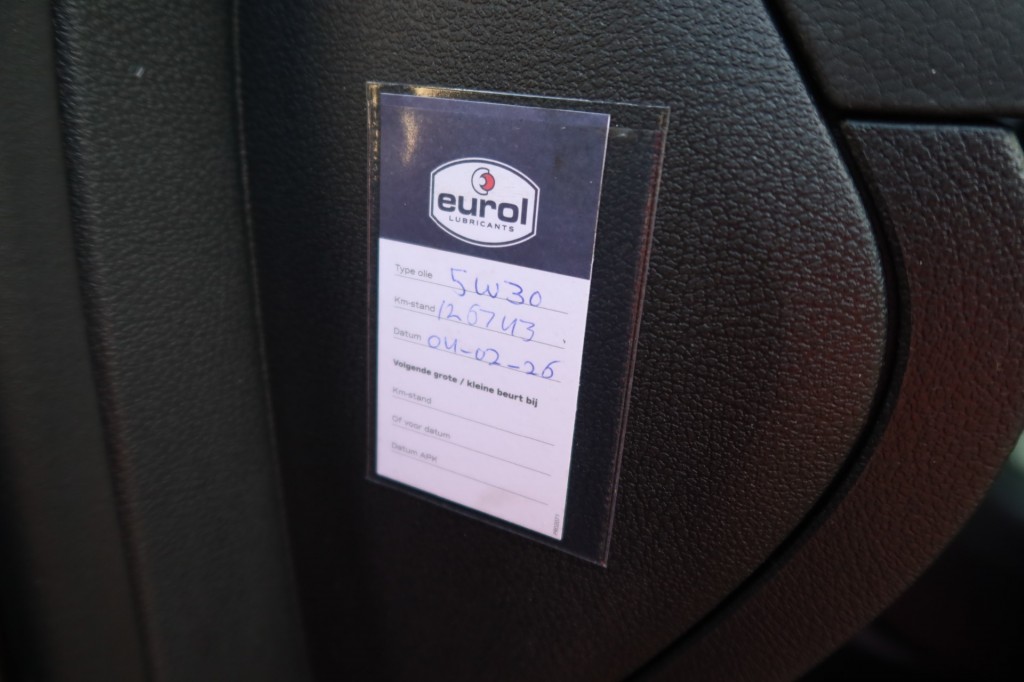 eurol
LUBRICANTS
Type olie 5W30
Km-stand 126743
Datum 04-02-26
Volgende grote / kleine beurt bij
Km-stand
Of voor datum
Datum APK